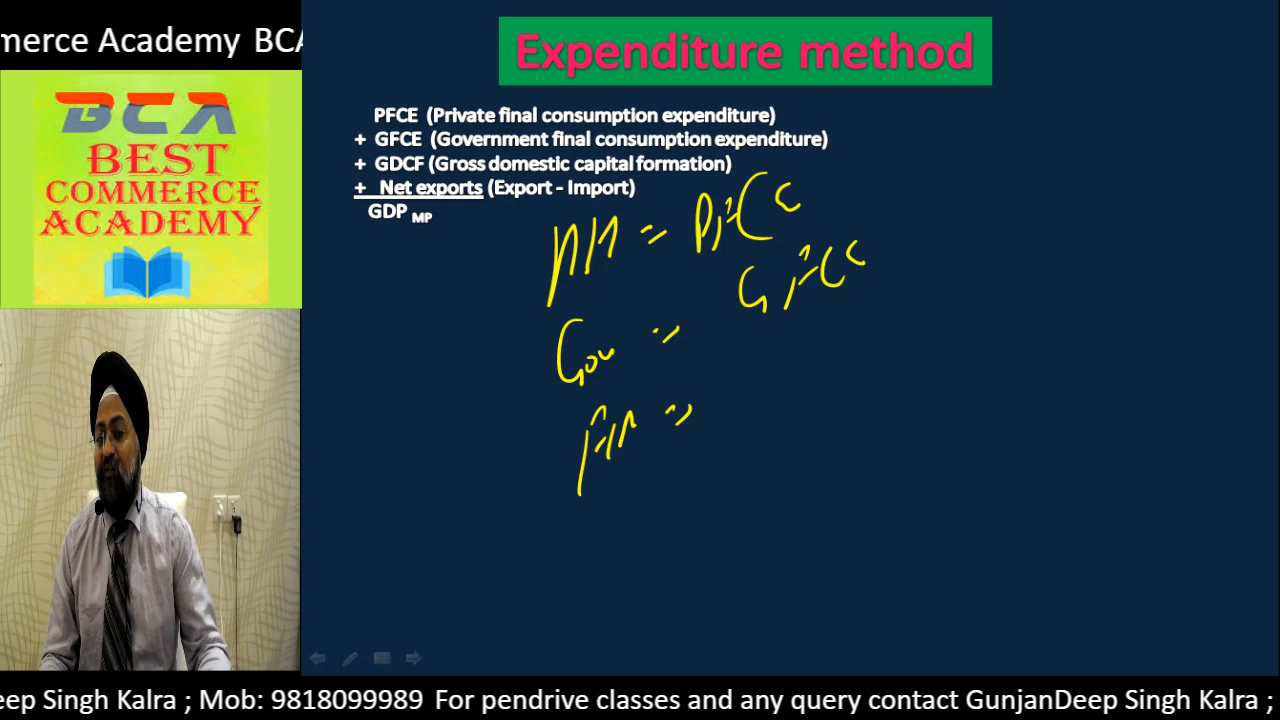 merce Academy BCA
Expenditure method
BCA
BEST
COMMERCE
ACADEMY
PFCE (Private final consumption expenditure)
+ GFCE (Government final consumption expenditure)
+ GDCF (Gross domestic capital formation)
+ Net exports (Export - Import)
GDP MP
=
Gov =
=
eep Singh Kalra ; Mob: 9818099989 For pendrive classes and any query contact GunjanDeep Singh Kalra ;